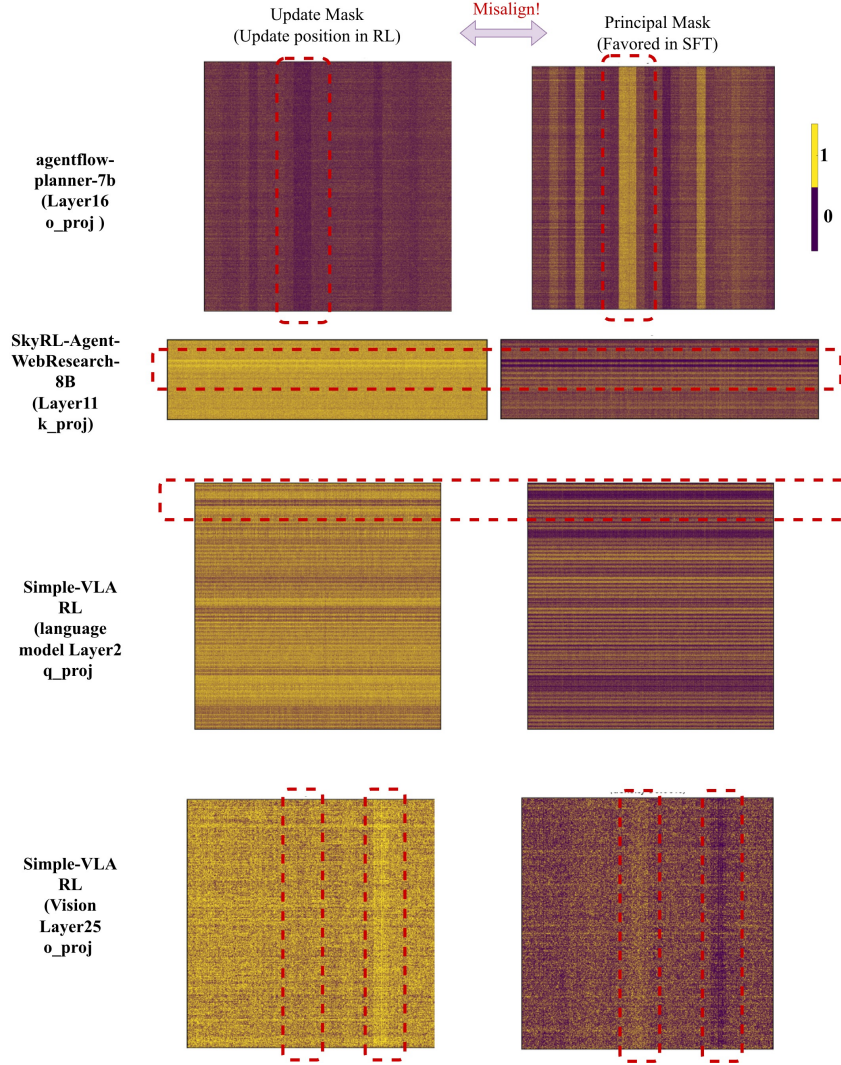 Update Mask
(Update position in RL)
Misalign!
Principal Mask
(Favored in SFT)
agentflow-
planner-7b
(Layer16
o_proj )
1
0
SkyRL-Agent-
WebResearch-
8B
(Layer11
k_proj)
Simple-VLA
RL
(language
model Layer2
q_proj
Simple-VLA
RL
(Vision
Layer25
o_proj